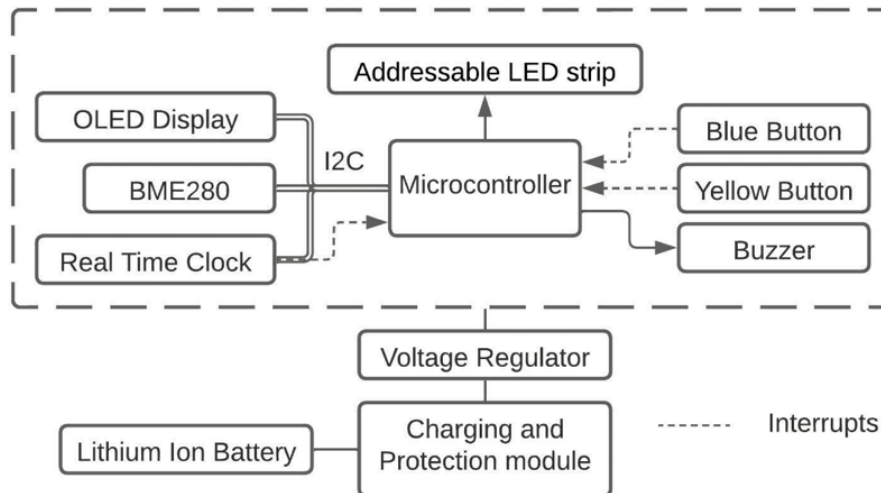 Addressable LED strip
OLED Display
I2C
BME280
Microcontroller
Real Time Clock
Blue Button
Yellow Button
Buzzer
Voltage Regulator
Lithium Ion Battery
Charging and
Protection module
Interrupts